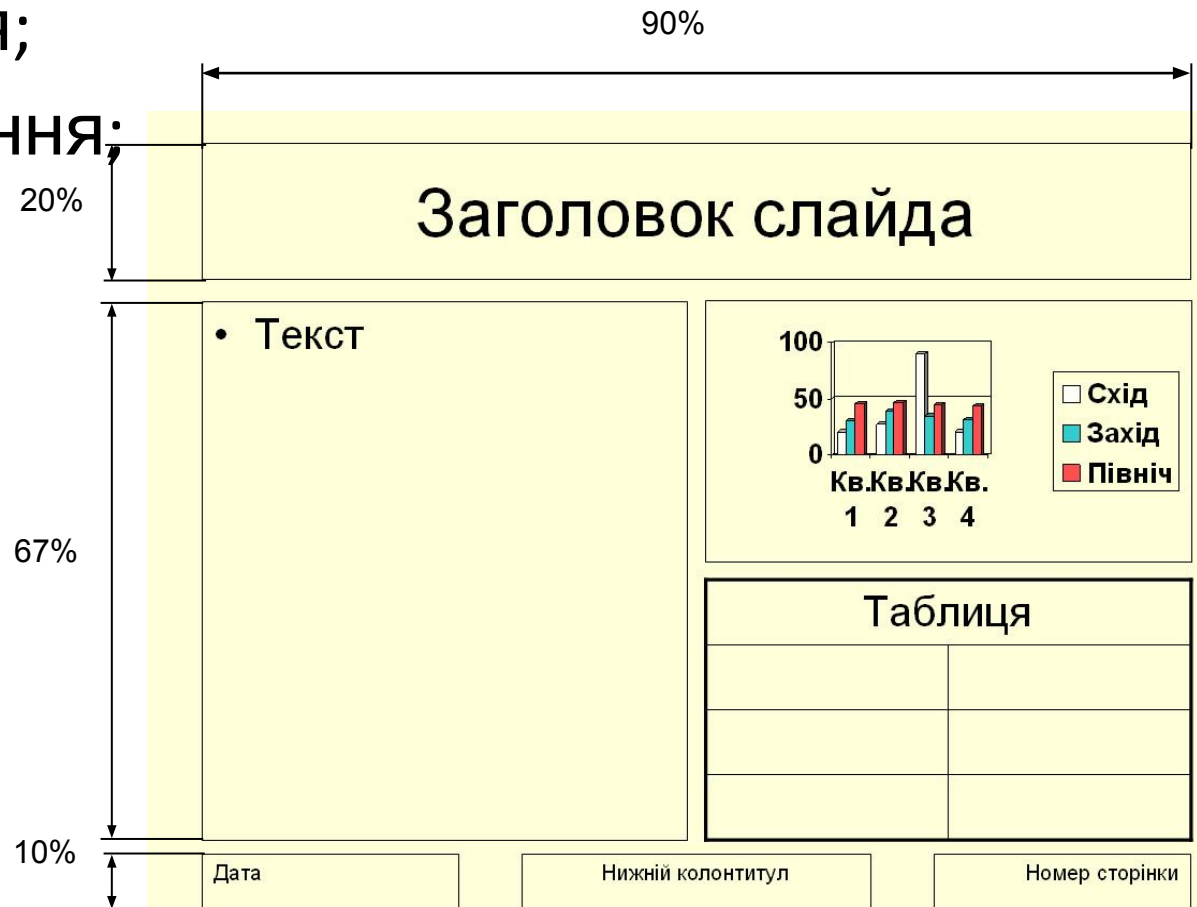 я;
90%
ння;
20%
Заголовок слайда
• Текст
100
50
0
Кв. Кв. Кв. Кв.
1 2 3 4
Схід
Захід
Північ
67%
Таблиця
10%
Дата
Нижній колонтитул
Номер сторінки